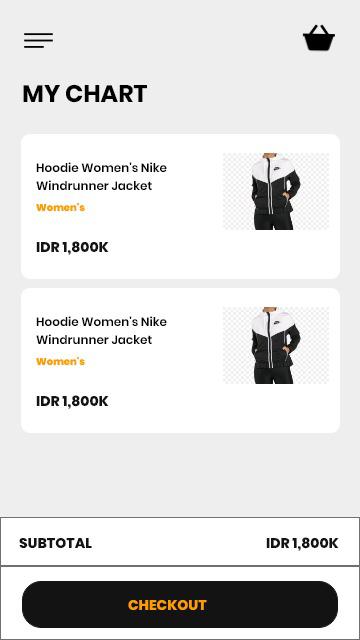 MY CHART
Hoodie Women's Nike
Windrunner Jacket
Women's
IDR 1,800K
Hoodie Women's Nike
Windrunner Jacket
Women's
IDR 1,800K
SUBTOTAL IDR 1,800K
CHECKOUT